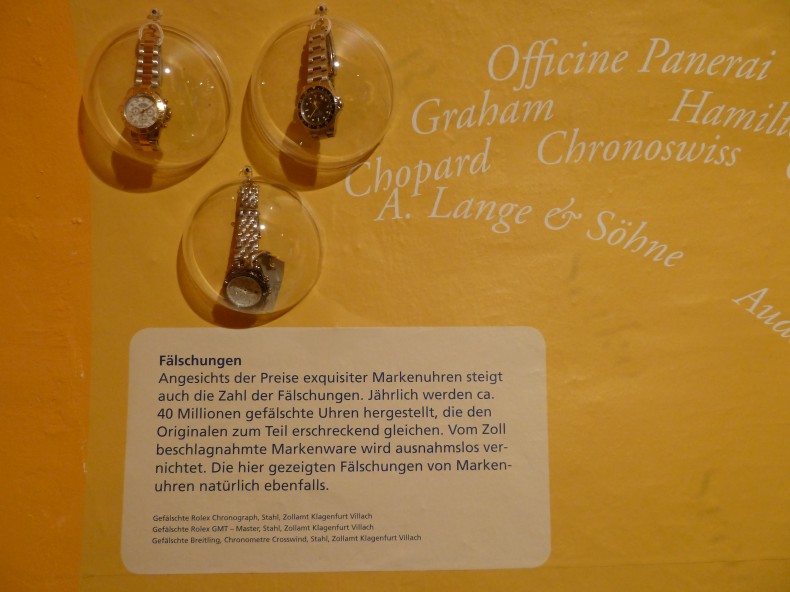 Officine Panerai
Graham
Chopard
Chronoswiss
A. Lange & Söhne
Fälschungen
Angesichts der Preise exquisiter Markenuhren steigt
auch die Zahl der Fälschungen. Jährlich werden ca.
40 Millionen gefälschte Uhren hergestellt, die den
Originalen zum Teil erschreckend gleichen. Vom Zoll
beschlagnahmte Markenware wird ausnahmslos ver-
nichtet. Die hier gezeigten Fälschungen von Marken-
uhren natürlich ebenfalls.
Gefälschte Rolex Chronograph, Stahl, Zollamt Klagenfurt Villach
Gefälschte Rolex GMT – Master, Stahl, Zollamt Klagenfurt Villach
Gefälschte Breitling, Chronometre Crosswind, Stahl, Zollamt Klagenfurt Villach